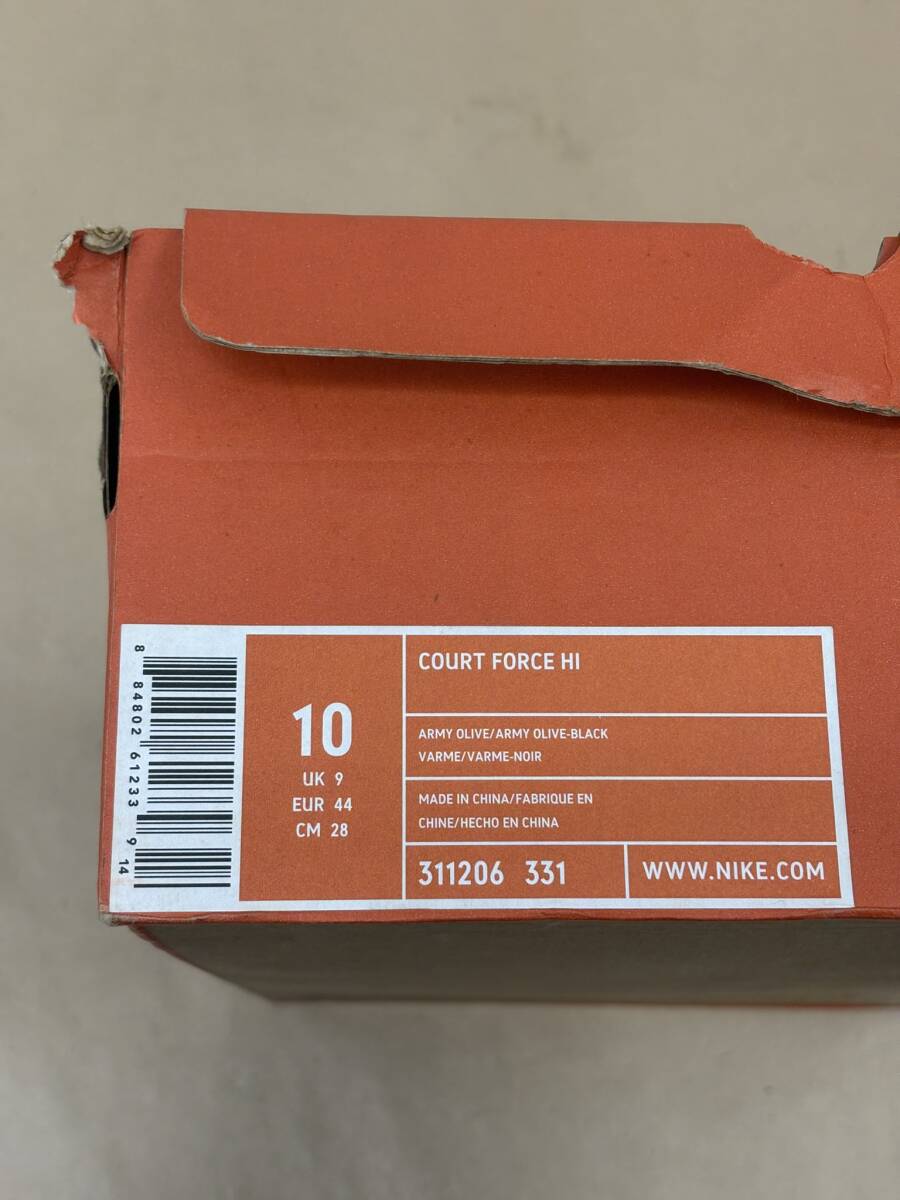 8 84802 61233 9 14
10
UK 9
EUR 44
CM 28
COURT FORCE HI
ARMY OLIVE/ARMY OLIVE-BLACK
VARME/VARME-NOIR
MADE IN CHINA/FABRIQUE EN
CHINE/HECHO EN CHINA
311206 331
WWW.NIKE.COM